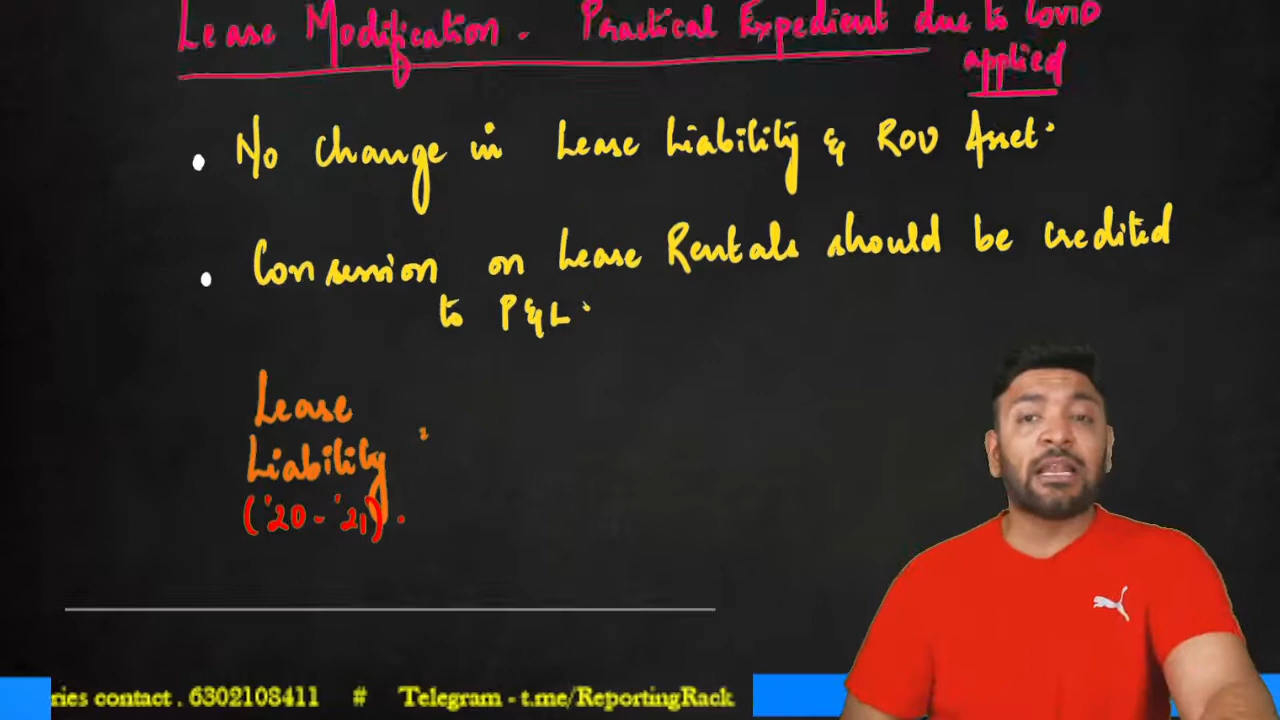 Lease Modification. Practical Expedient due to COVID
applied
• No Change in Lease Liability & ROU Asset.
• Conssession on Lease Rentals should be credited
to P&L.
Lease
Liability :
('20 - '21).
ries contact . 6302108411 # Telegram - t.me/ReportingRack